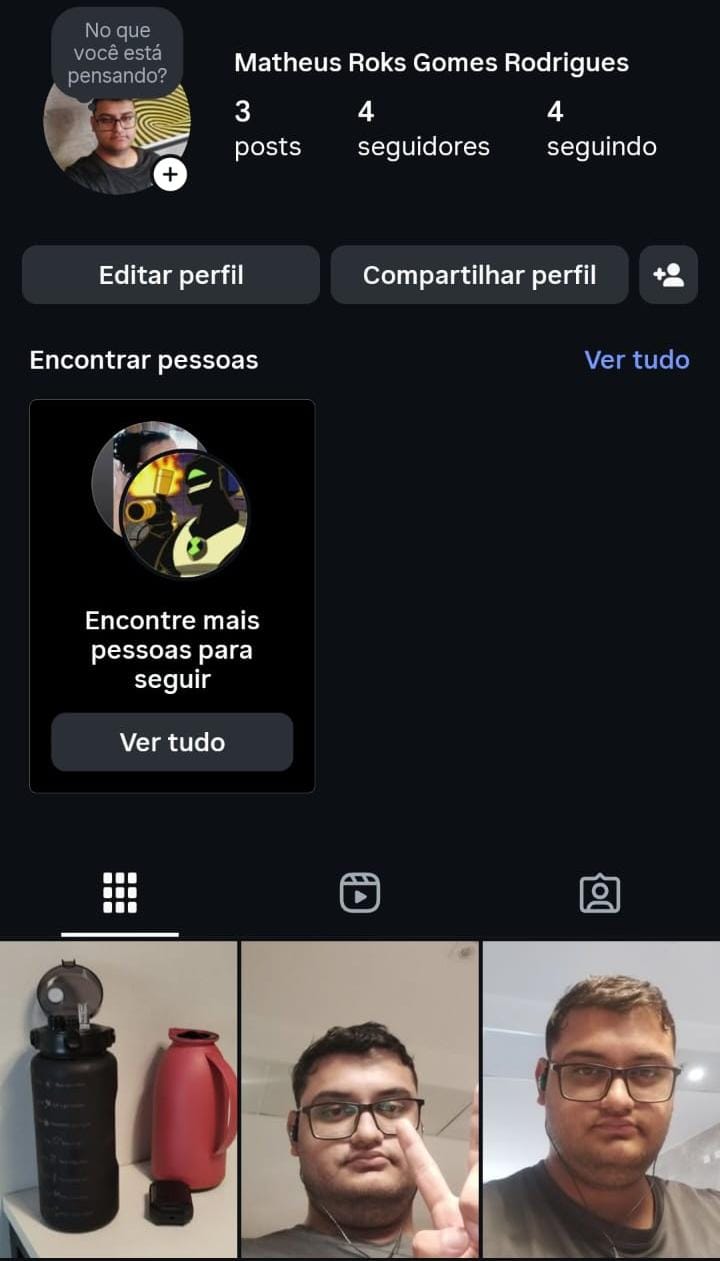 No que
você está
pensando?
Matheus Roks Gomes Rodrigues
3
posts
4
seguidores
4
seguindo
Editar perfil
Compartilhar perfil
Encontrar pessoas
Ver tudo
Encontre mais
pessoas para
seguir
Ver tudo